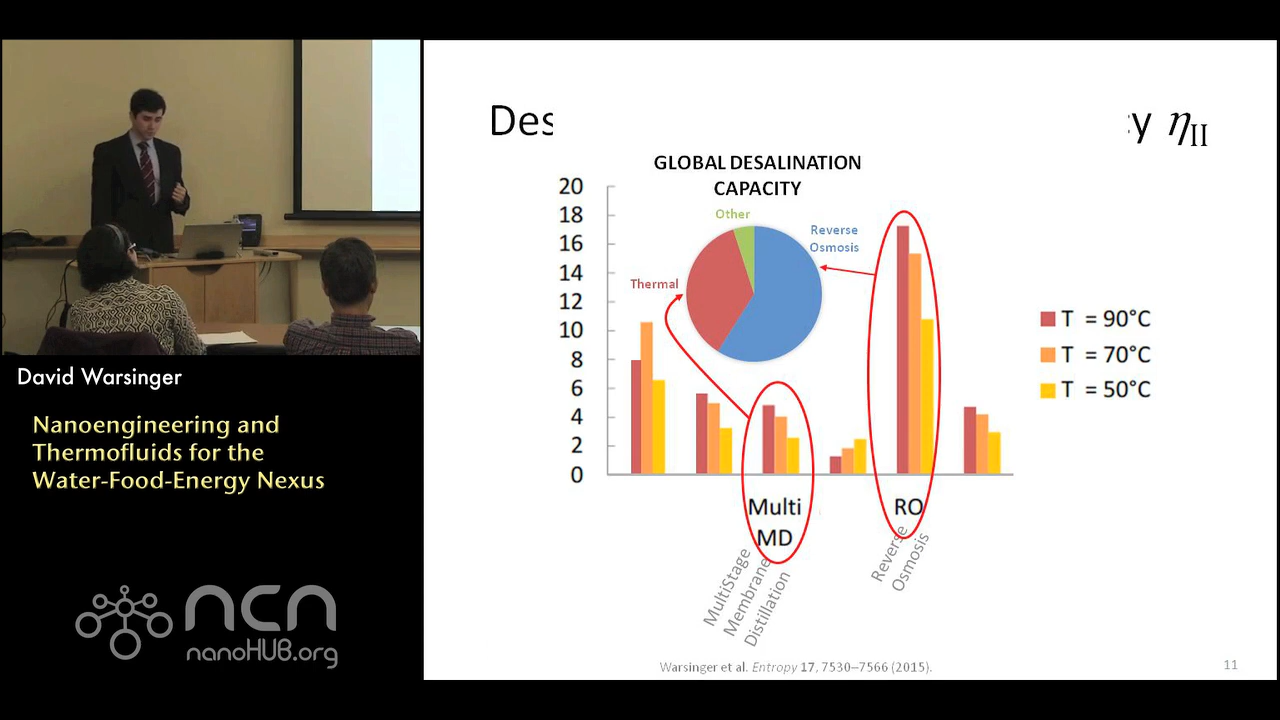 David Warsinger
Nanoengineering and
Thermofluids for the
Water-Food-Energy Nexus
ncn
nanoHUB.org
Des
y ηII
GLOBAL DESALINATION
CAPACITY
Other
Reverse
Osmosis
Thermal
20
18
16
14
12
10
8
6
4
2
0
T = 90°C
T = 70°C
T = 50°C
Multi
MD
RO
MultiStage
Membrane
Distillation
Reverse
Osmosis
Warsinger et al. Entropy 17, 7530–7566 (2015).
11